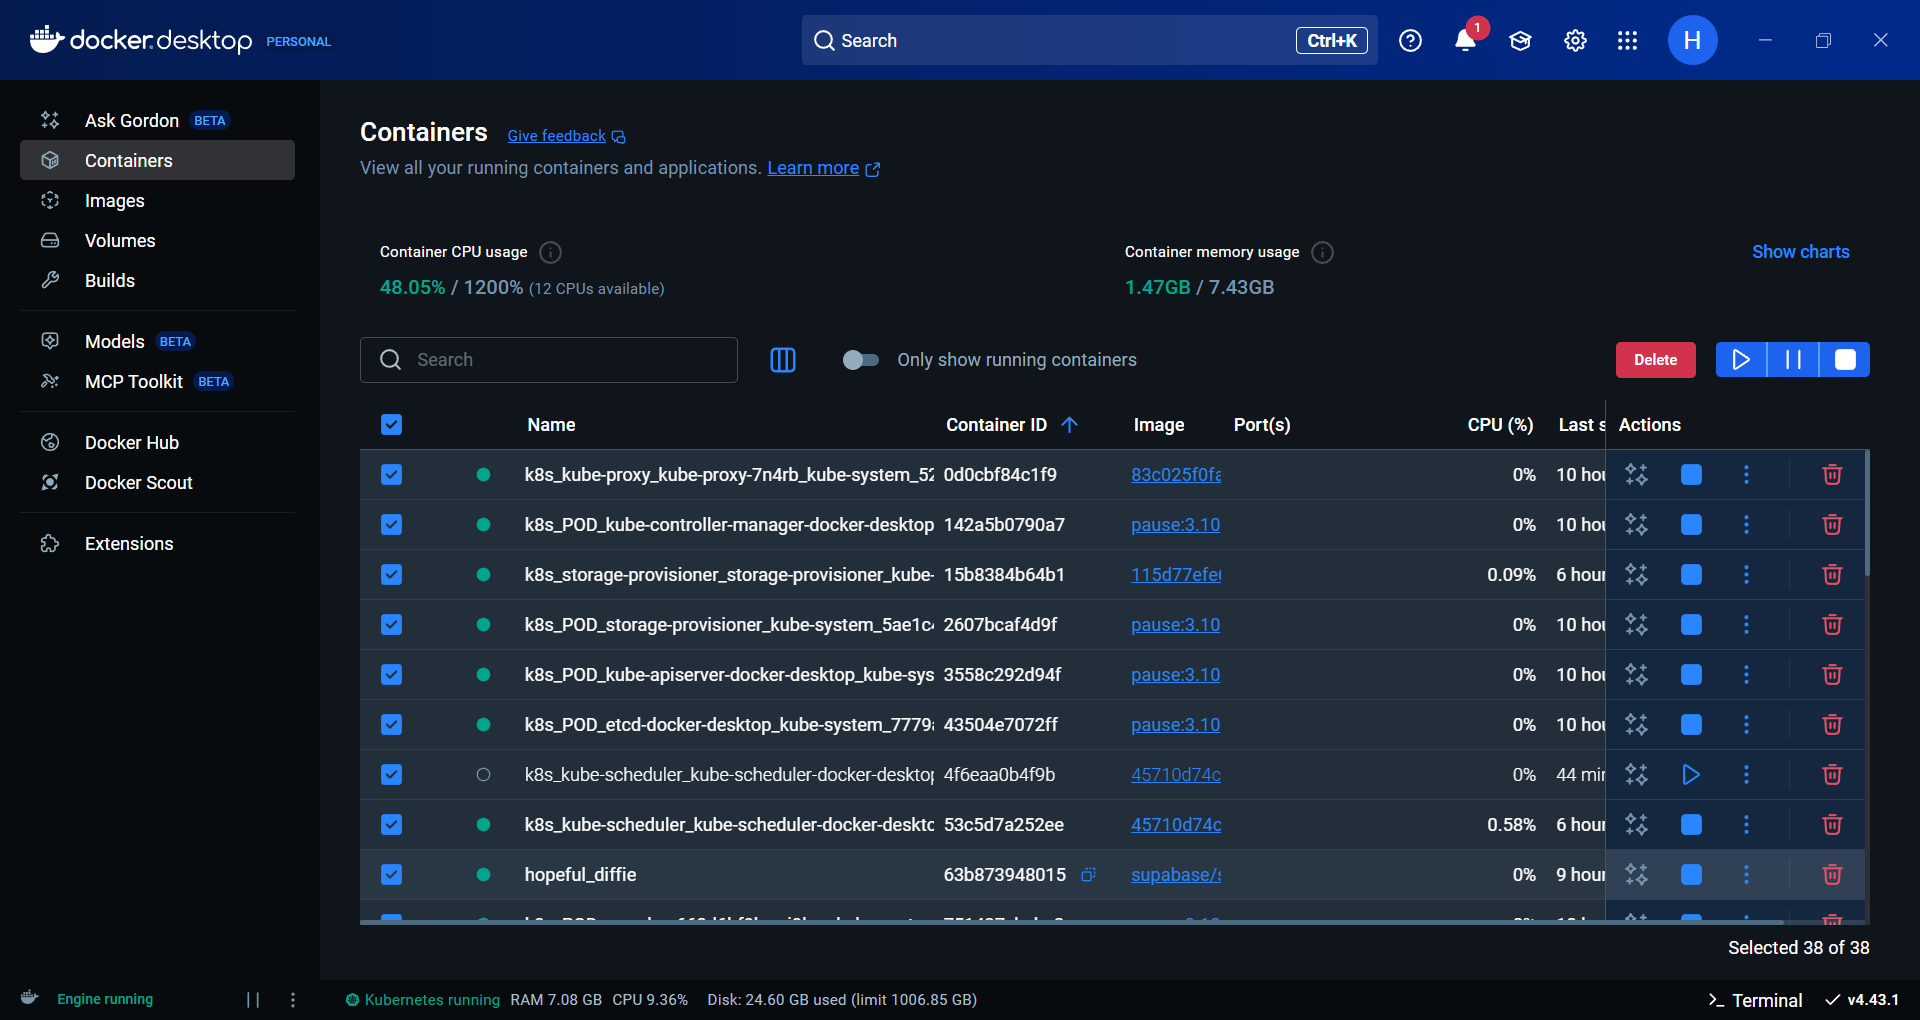 docker.desktop PERSONAL
Search
Ctrl+K
1
H
Ask Gordon BETA
Containers
Images
Volumes
Builds
Models BETA
MCP Toolkit BETA
Docker Hub
Docker Scout
Extensions
Containers Give feedback
View all your running containers and applications. Learn more
Container CPU usage
48.05% / 1200% (12 CPUs available)
Container memory usage
1.47GB / 7.43GB
Show charts
Search
Only show running containers
Delete
Name Container ID Image Port(s) CPU (%) Last s Actions
k8s_kube-proxy_kube-proxy-7n4rb_kube-system_52 0d0cbf84c1f9 83c025f0fa 0% 10 hou
k8s_POD_kube-controller-manager-docker-desktop 142a5b0790a7 pause:3.10 0% 10 hou
k8s_storage-provisioner_storage-provisioner_kube- 15b8384b64b1 115d77efe 0.09% 6 hour
k8s_POD_storage-provisioner_kube-system_5ae1c4 2607bcaf4d9f pause:3.10 0% 10 hou
k8s_POD_kube-apiserver-docker-desktop_kube-sys 3558c292d94f pause:3.10 0% 10 hou
k8s_POD_etcd-docker-desktop_kube-system_7779a 43504e7072ff pause:3.10 0% 10 hou
k8s_kube-scheduler_kube-scheduler-docker-desktop 4f6eaa0b4f9b 45710d74c 0% 44 min
k8s_kube-scheduler_kube-scheduler-docker-deskto 53c5d7a252ee 45710d74c 0.58% 6 hour
hopeful_diffie 63b873948015 supabase/s 0% 9 hour
Selected 38 of 38
Engine running
Kubernetes running RAM 7.08 GB CPU 9.36% Disk: 24.60 GB used (limit 1006.85 GB)
Terminal
v4.43.1